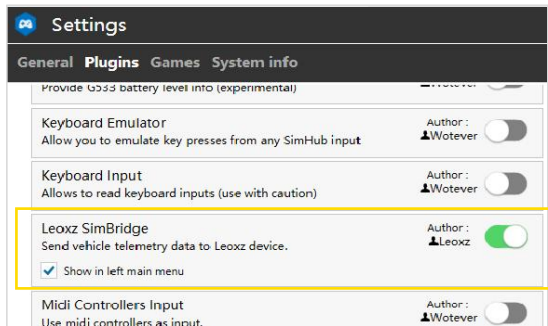 Settings
General Plugins Games System info
Provide G533 battery level info (experimental)
Wotever
Keyboard Emulator
Author :
Allow you to emulate key presses from any SimHub input
Wotever
Keyboard Input
Author :
Allows to read keyboard inputs (use with caution)
Wotever
Leoxz SimBridge
Author :
Send vehicle telemetry data to Leoxz device.
Leoxz
Show in left main menu
Midi Controllers Input
Author :
Use midi controllers as input.
Wotever